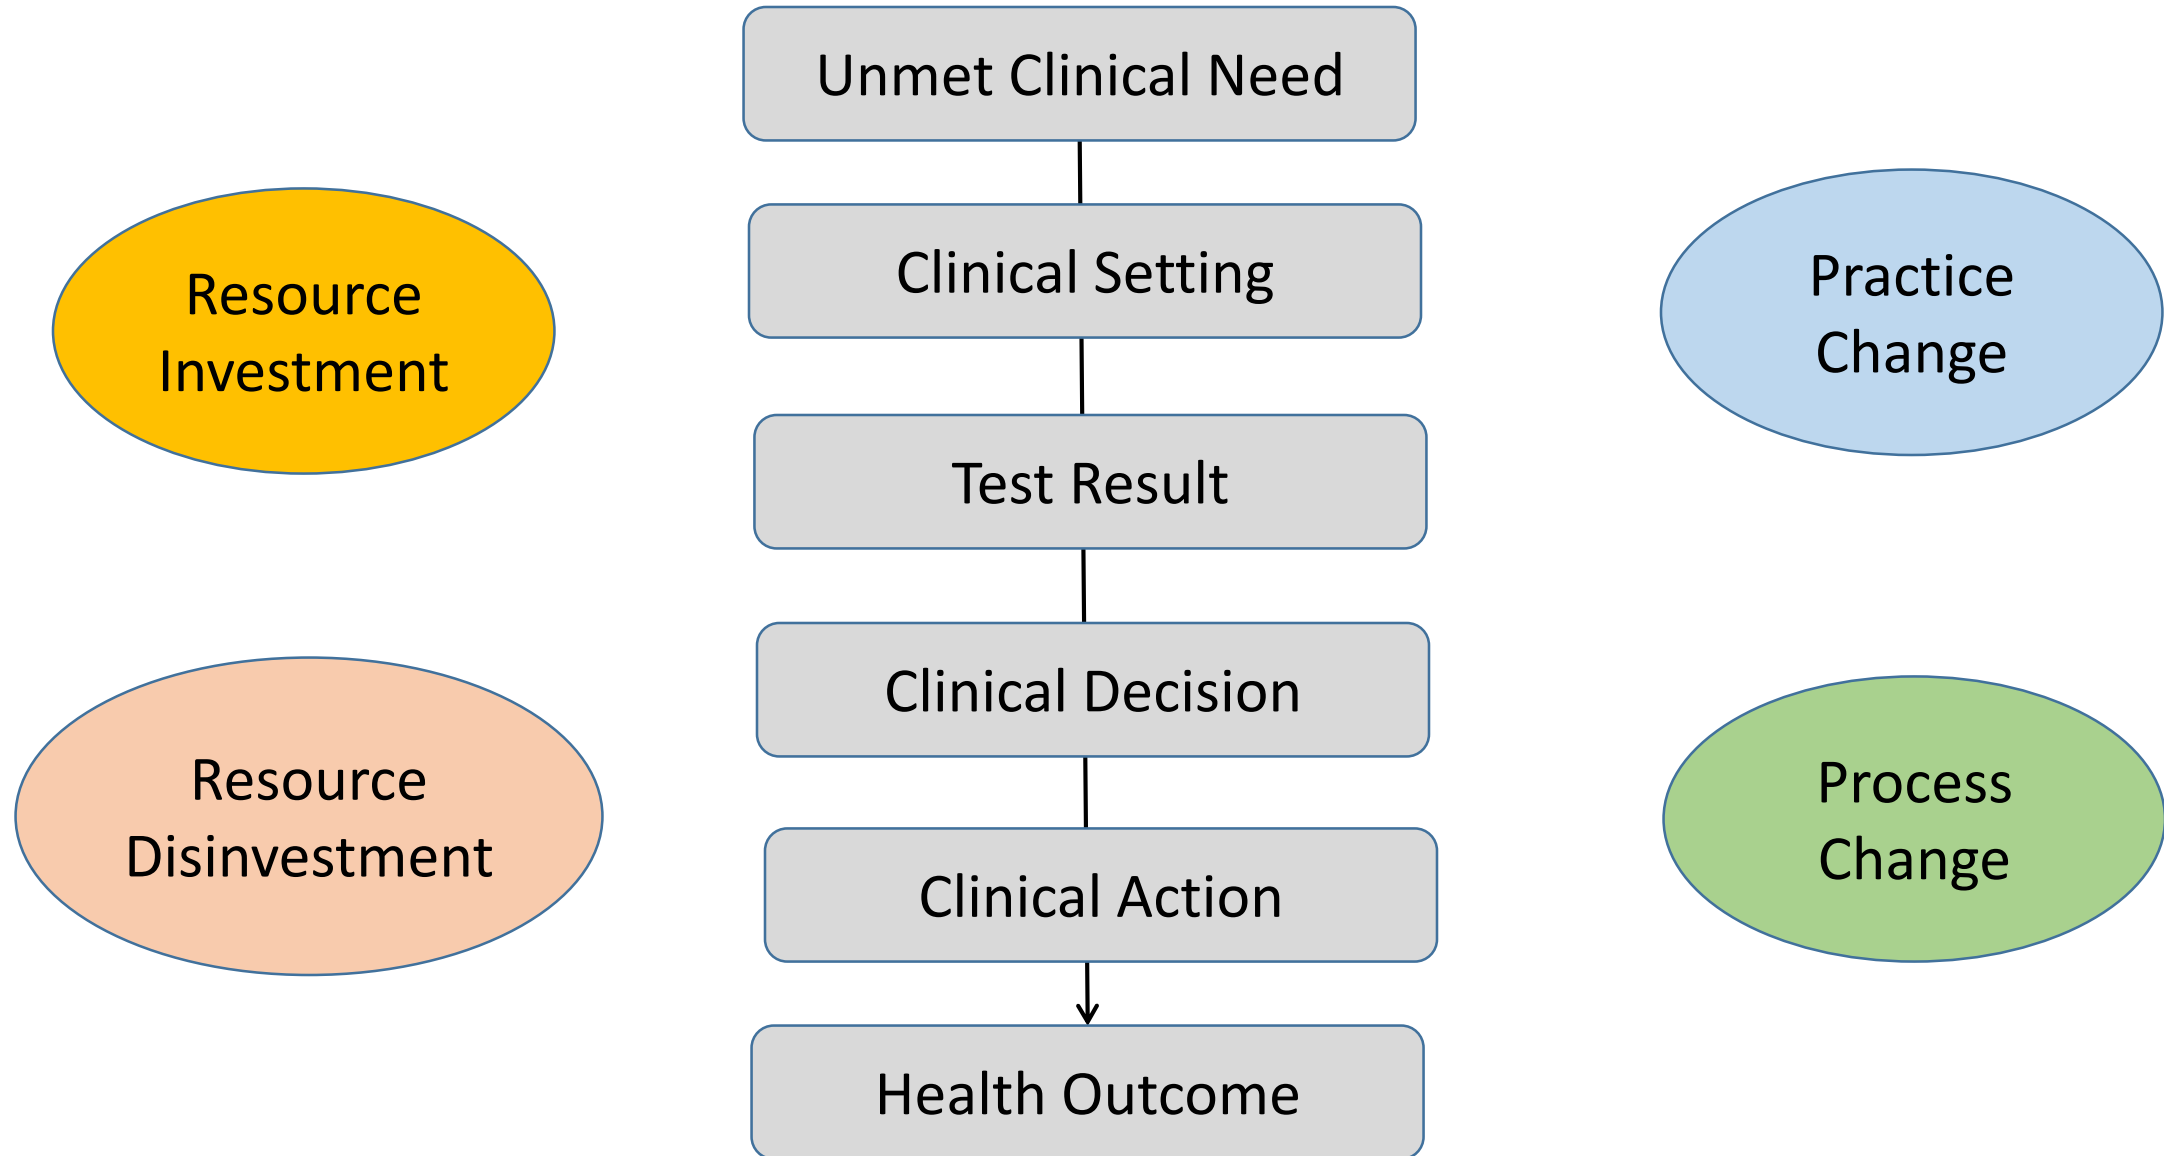 Unmet Clinical Need
Clinical Setting
Test Result
Clinical Decision
Clinical Action
Health Outcome
Resource
Investment
Resource
Disinvestment
Practice
Change
Process
Change